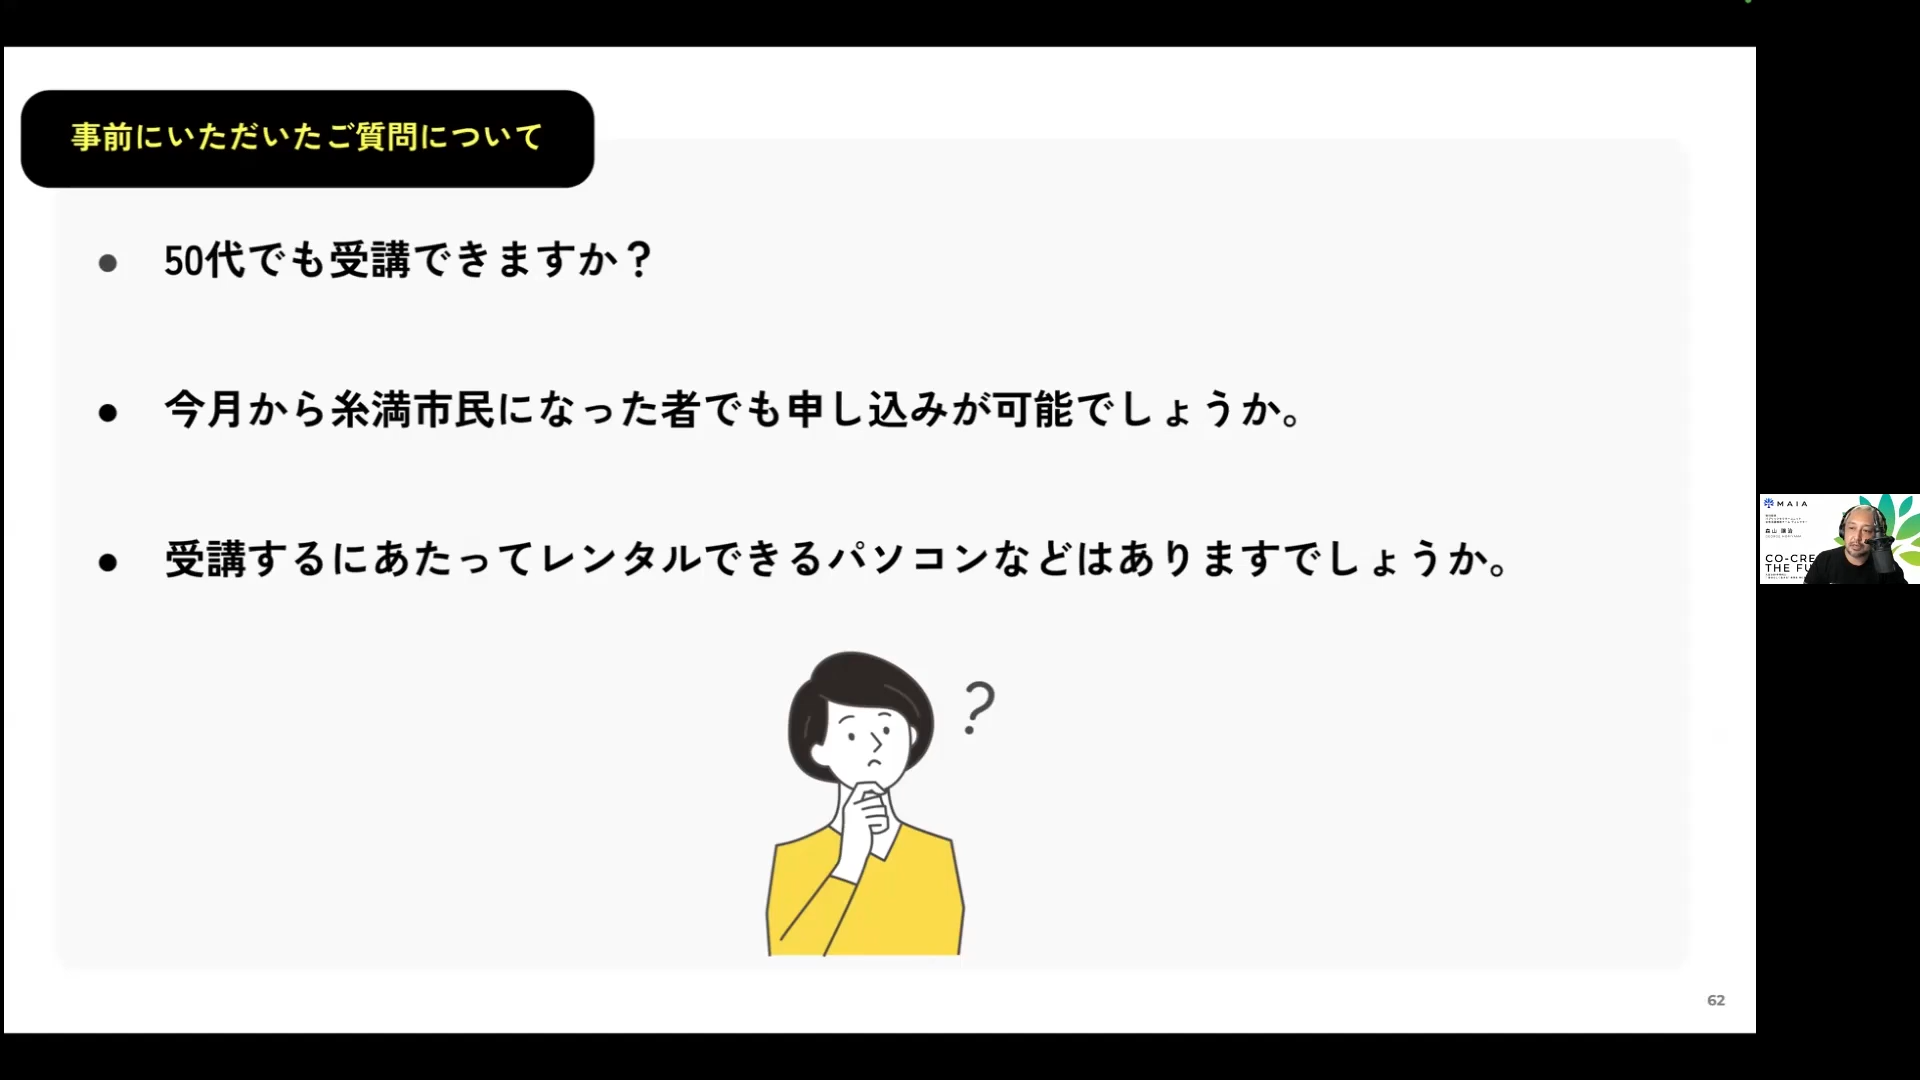 事前にいただいたご質問について
● 50代でも受講できますか？
● 今月から糸満市民になった者でも申し込みが可能でしょうか。
● 受講するにあたってレンタルできるパソコンなどはありますでしょうか。
?
62
MAIA
CO-CRE
THE FU